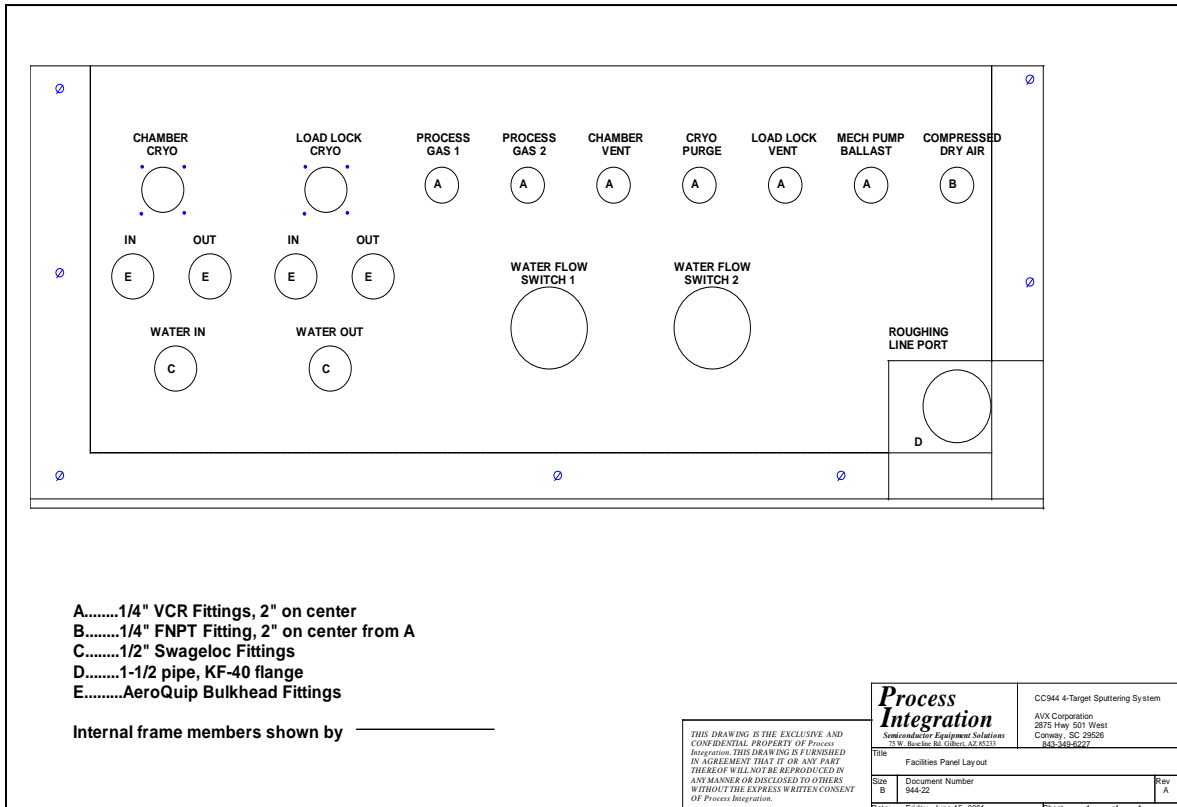 CHAMBER
CRYO
LOAD LOCK
CRYO
PROCESS
GAS 1
PROCESS
GAS 2
CHAMBER
VENT
CRYO
PURGE
LOAD LOCK
VENT
MECH PUMP
BALLAST
COMPRESSED
DRY AIR
A
A
A
A
A
A
B
IN
OUT
IN
OUT
E
E
E
E
WATER FLOW
SWITCH 1
WATER FLOW
SWITCH 2
WATER IN
WATER OUT
C
C
ROUGHING
LINE PORT
D
A........1/4" VCR Fittings, 2" on center
B........1/4" FNPT Fitting, 2" on center from A
C........1/2" Swageloc Fittings
D........1-1/2 pipe, KF-40 flange
E.........AeroQuip Bulkhead Fittings
Internal frame members shown by
THIS DRAWING IS THE EXCLUSIVE AND
CONFIDENTIAL PROPERTY OF Process
Integration. THIS DRAWING IS FURNISHED
IN AGREEMENT THAT IT OR ANY PART
THEREOF WILL NOT BE REPRODUCED IN
ANY MANNER OR DISCLOSED TO OTHERS
WITHOUT THE EXPRESS WRITTEN CONSENT
OF Process Integration.
Process
Integration
Semiconductor Equipment Solutions
75 W. Baseline Rd. Gilbert, AZ 85233
CC944 4-Target Sputtering System
AVX Corporation
2875 Hwy 501 West
Conway, SC 29526
843-349-6227
Title
Facilities Panel Layout
Size
B
Document Number
944-22
Rev
A